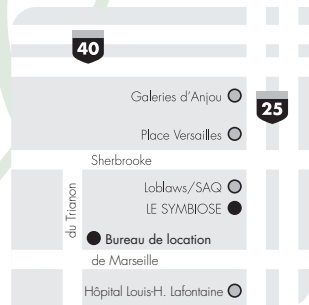 40
Galeries d'Anjou
25
Place Versailles
Sherbrooke
Loblaws/SAQ
du Trianon
LE SYMBIOSE
Bureau de location
de Marseille
Hôpital Louis-H. Lafontaine